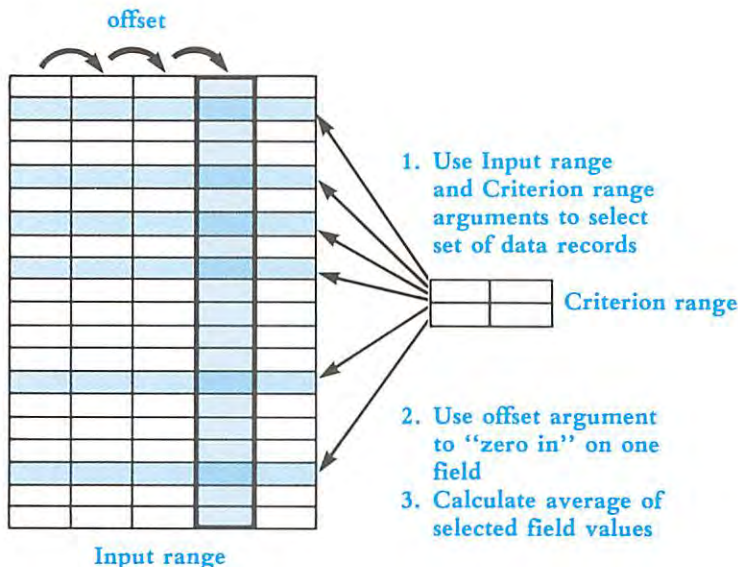 offset
1. Use Input range
and Criterion range
arguments to select
set of data records
Criterion range
2. Use offset argument
to “zero in” on one
field
3. Calculate average of
selected field values
Input range